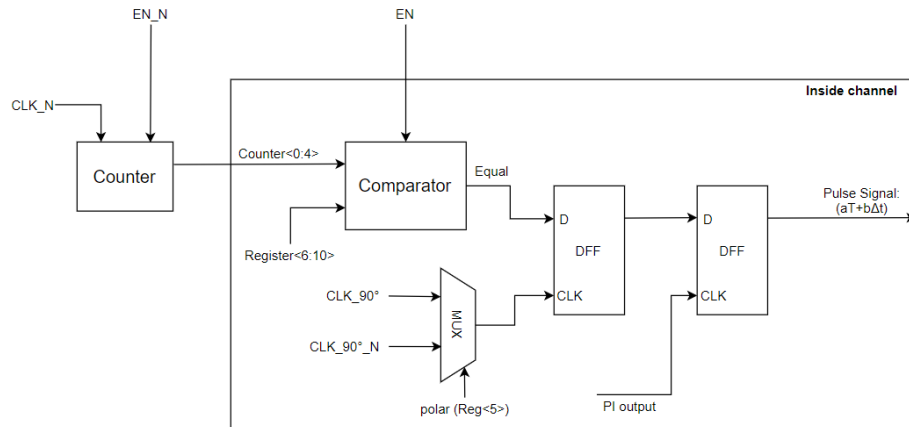 EN_N
EN
Inside channel
CLK_N
Counter<0:4>
Counter
Comparator
Equal
Pulse Signal:
(aT+bΔt)
D
D
DFF
DFF
Register<6:10>
CLK_90°
CLK
CLK
MUX
CLK_90°_N
polar (Reg<5>)
PI output